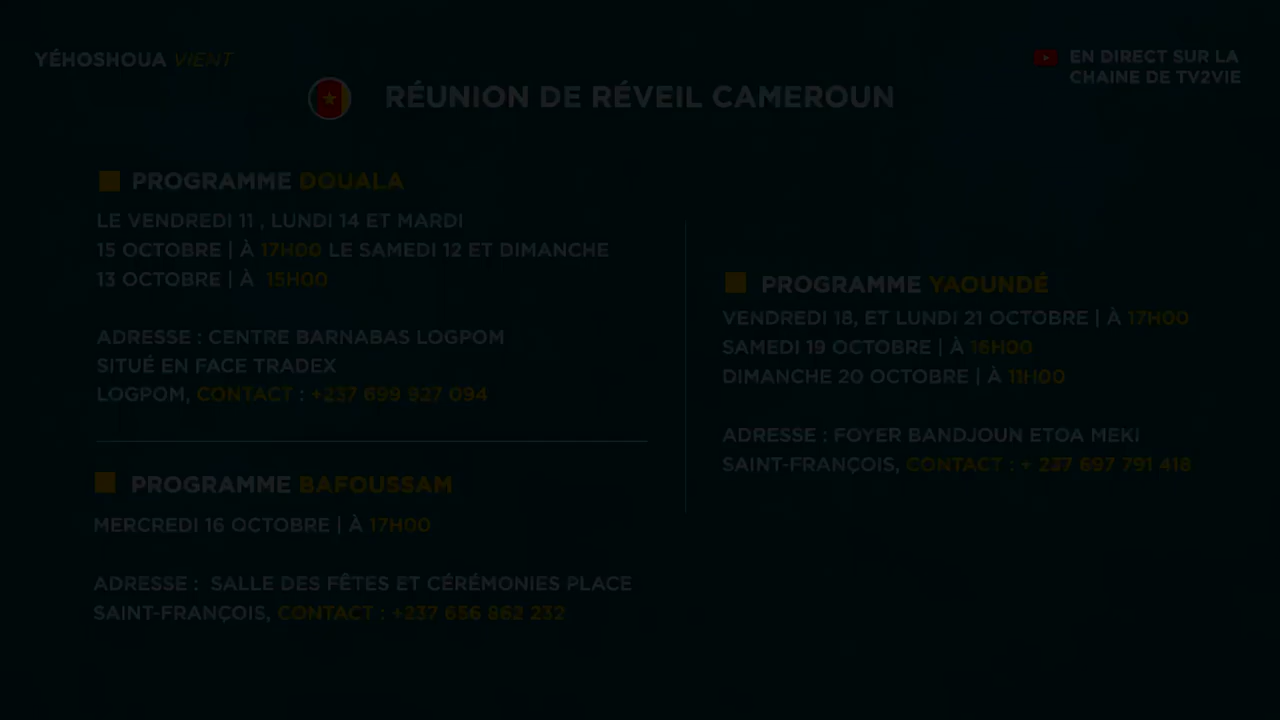 YÉHOSHOUA VIENT
EN DIRECT SUR LA
CHAINE DE TV2VIE
RÉUNION DE RÉVEIL CAMEROUN
PROGRAMME DOUALA
LE VENDREDI 11 , LUNDI 14 ET MARDI
15 OCTOBRE | À 17H00 LE SAMEDI 12 ET DIMANCHE
13 OCTOBRE | À 15H00
ADRESSE : CENTRE BARNABAS LOGPOM
SITUÉ EN FACE TRADEX
LOGPOM, CONTACT : +237 699 927 094
PROGRAMME BAFOUSSAM
MERCREDI 16 OCTOBRE | À 17H00
ADRESSE : SALLE DES FÊTES ET CÉRÉMONIES PLACE
SAINT-FRANÇOIS, CONTACT : +237 656 862 232
PROGRAMME YAOUNDÉ
VENDREDI 18, ET LUNDI 21 OCTOBRE | À 17H00
SAMEDI 19 OCTOBRE | À 16H00
DIMANCHE 20 OCTOBRE | À 11H00
ADRESSE : FOYER BANDJOUN ETOA MEKI
SAINT-FRANÇOIS, CONTACT : + 237 697 791 418